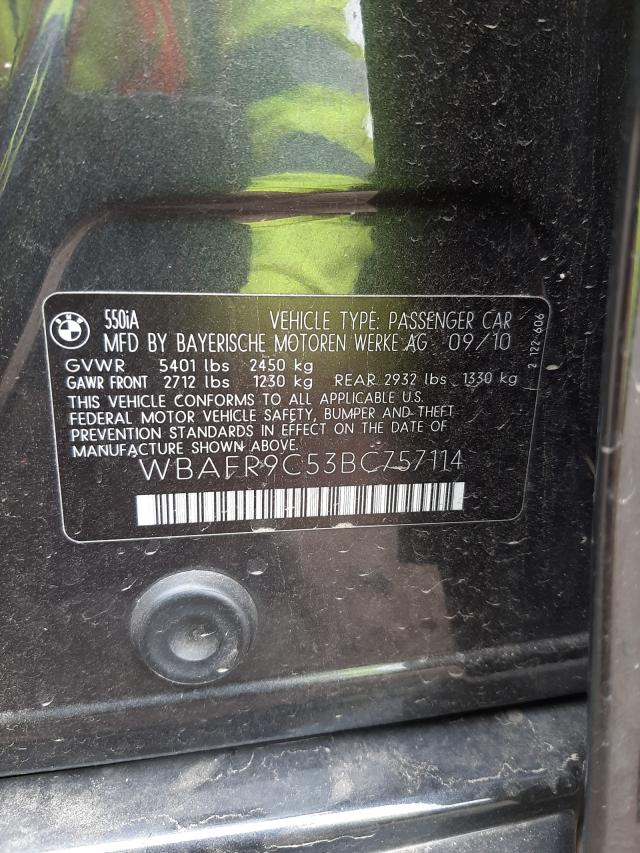 550iA VEHICLE TYPE: PASSENGER CAR
MFD BY BAYERISCHE MOTOREN WERKE AG 09/10
GVWR 5401 lbs 2450 kg
GAWR FRONT 2712 lbs 1230 kg REAR 2932 lbs 1330 kg
THIS VEHICLE CONFORMS TO ALL APPLICABLE U.S.
FEDERAL MOTOR VEHICLE SAFETY, BUMPER AND THEFT
PREVENTION STANDARDS IN EFFECT ON THE DATE OF
MANUFACTURE SHOWN ABOVE.
WBAFR9C53BC757114
2 122 606